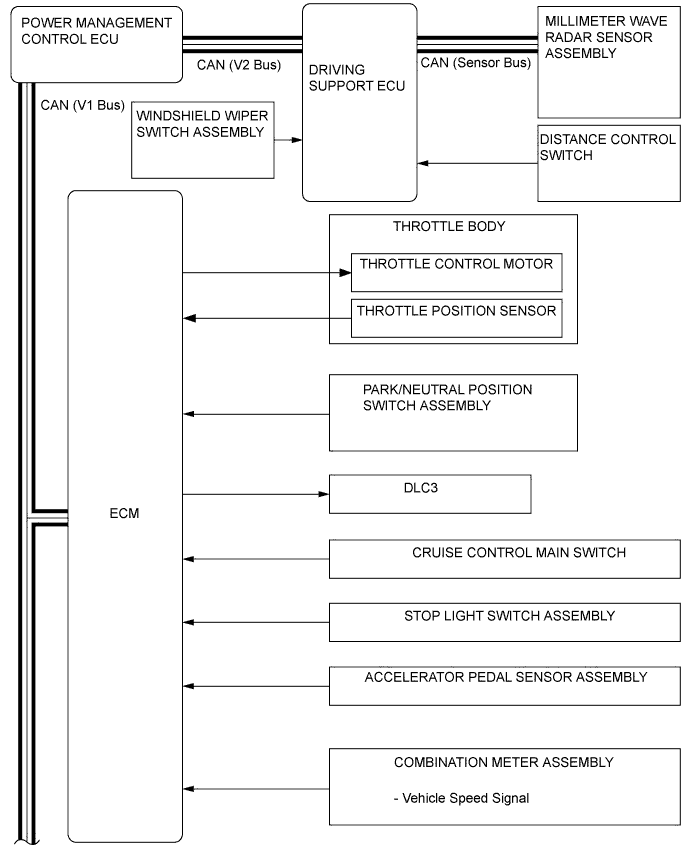 POWER MANAGEMENT
CONTROL ECU
CAN (V2 Bus)
DRIVING
SUPPORT ECU
CAN (Sensor Bus)
MILLIMETER WAVE
RADAR SENSOR
ASSEMBLY
CAN (V1 Bus)
WINDSHIELD WIPER
SWITCH ASSEMBLY
DISTANCE CONTROL
SWITCH
THROTTLE BODY
THROTTLE CONTROL MOTOR
THROTTLE POSITION SENSOR
PARK/NEUTRAL POSITION
SWITCH ASSEMBLY
DLC3
ECM
CRUISE CONTROL MAIN SWITCH
STOP LIGHT SWITCH ASSEMBLY
ACCELERATOR PEDAL SENSOR ASSEMBLY
COMBINATION METER ASSEMBLY
- Vehicle Speed Signal